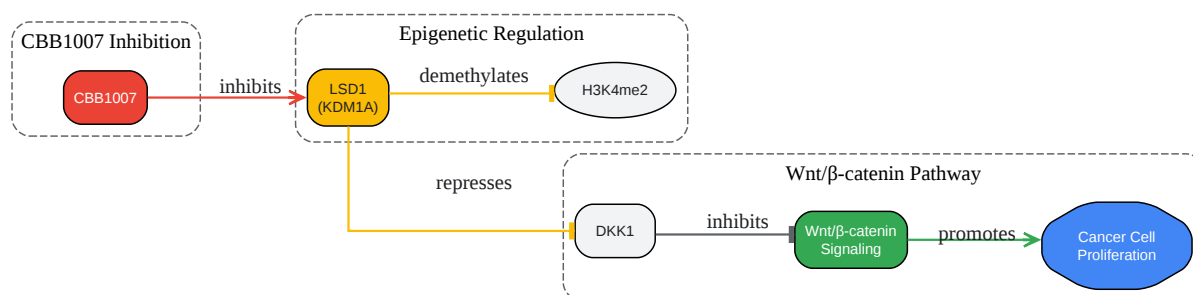 CBB1007 Inhibition
CBB1007
inhibits
Epigenetic Regulation
LSD1
(KDM1A)
demethylates
H3K4me2
represses
Wnt/β-catenin Pathway
DKK1
inhibits
Wnt/β-catenin
Signaling
promotes
Cancer Cell
Proliferation